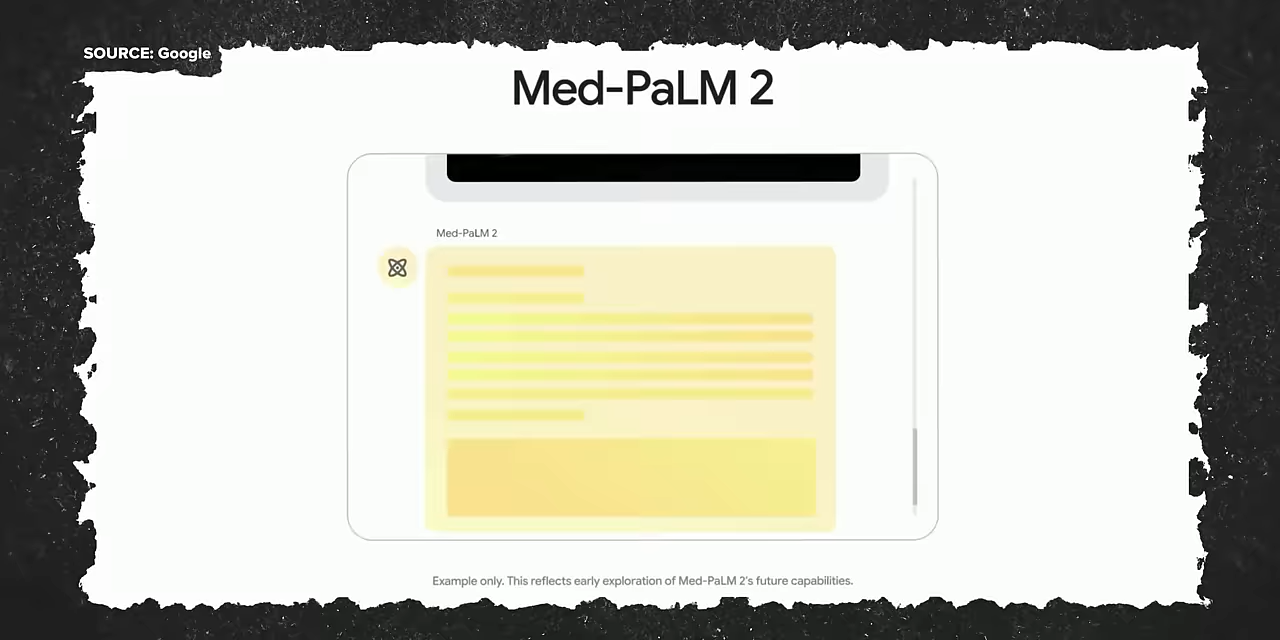 SOURCE: Google
Med-PaLM 2
Med-PaLM 2
Example only. This reflects early exploration of Med-PaLM 2's future capabilities.